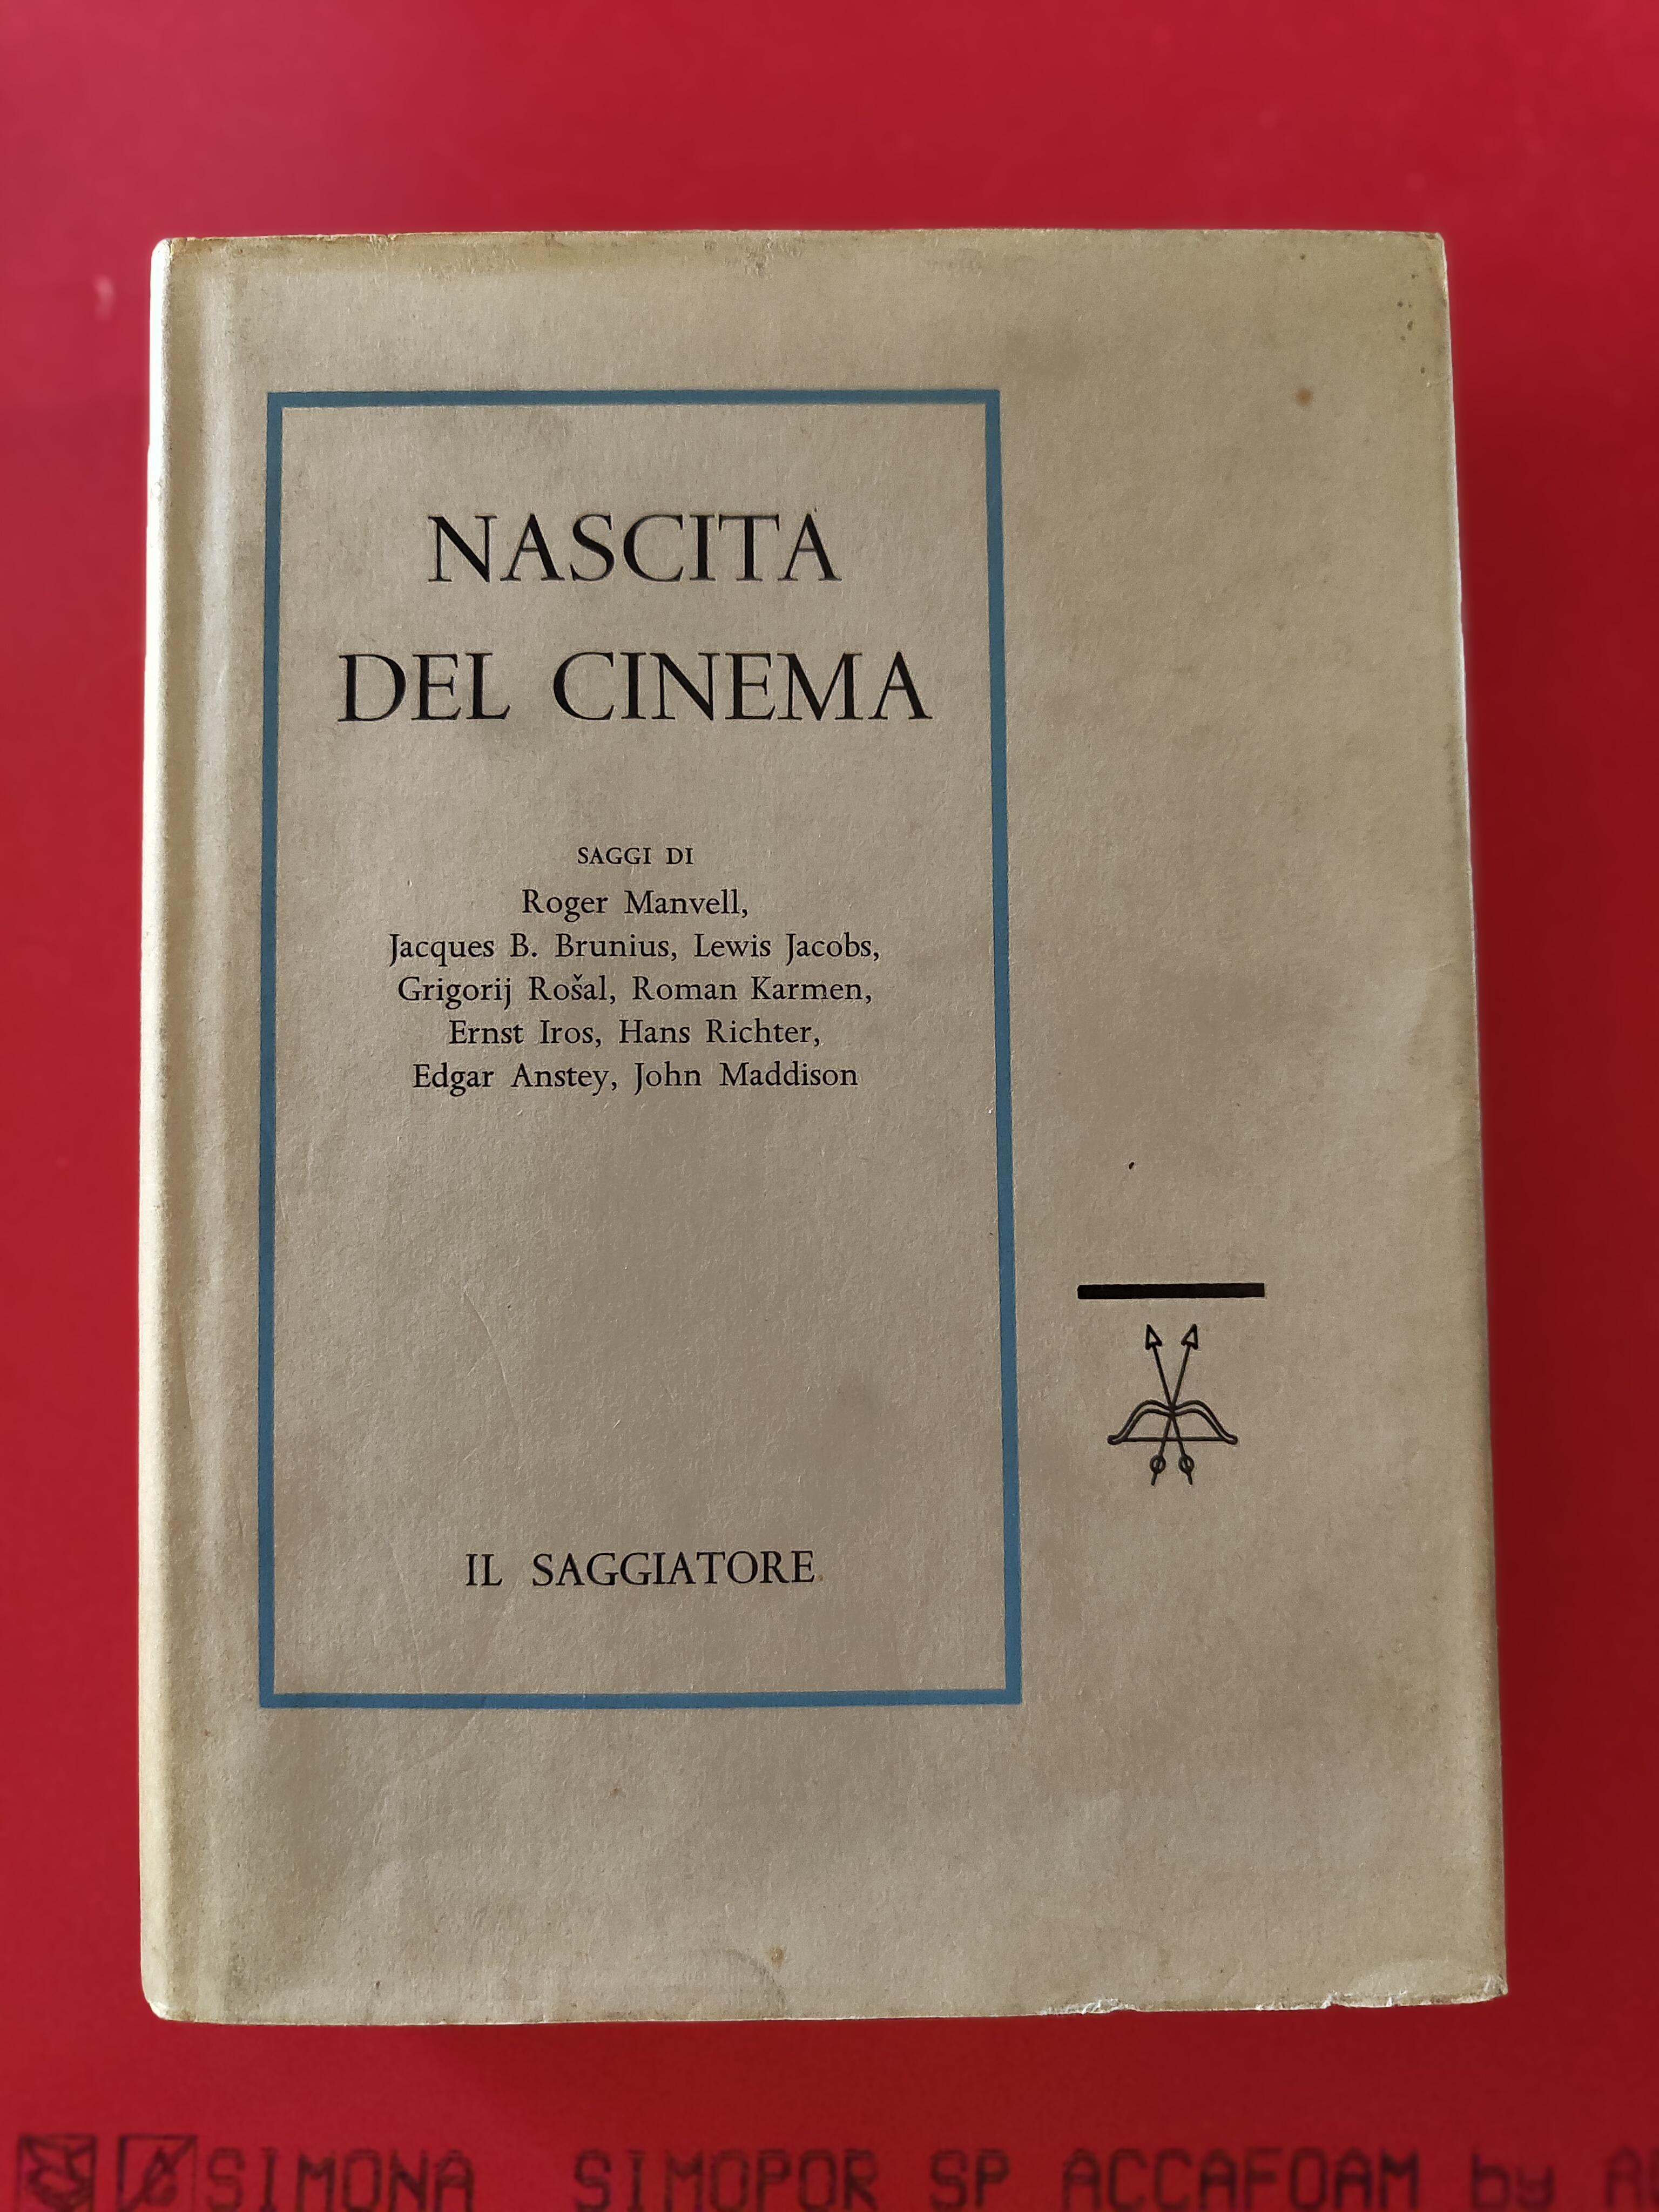 NASCITA
DEL CINEMA
SAGGI DI
Roger Manvell,
Jacques B. Brunius, Lewis Jacobs,
Grigorij Rošal, Roman Karmen,
Ernst Iros, Hans Richter,
Edgar Anstey, John Maddison
IL SAGGIATORE
SIMONA SIMOPOR SP ACCAFOAM by